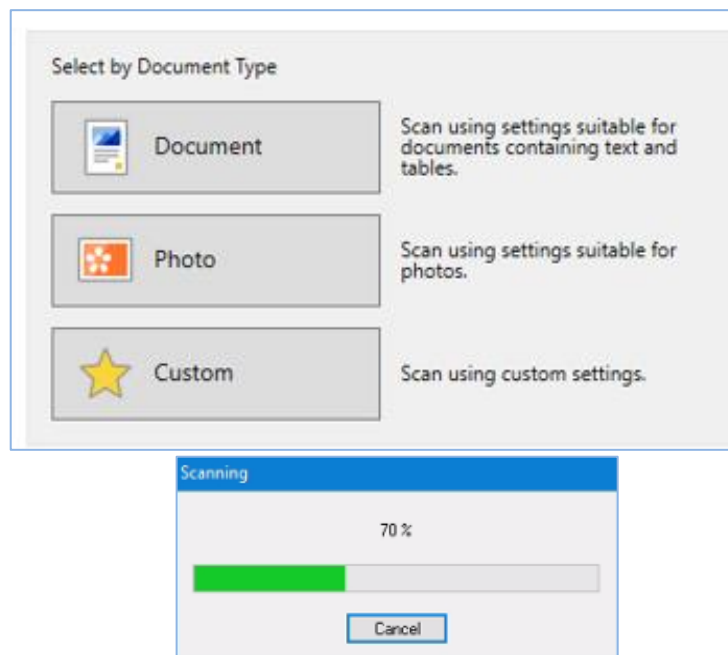 Select by Document Type
Document
Scan using settings suitable for
documents containing text and
tables.
Photo
Scan using settings suitable for
photos.
Custom
Scan using custom settings.
Scanning
70 %
Cancel